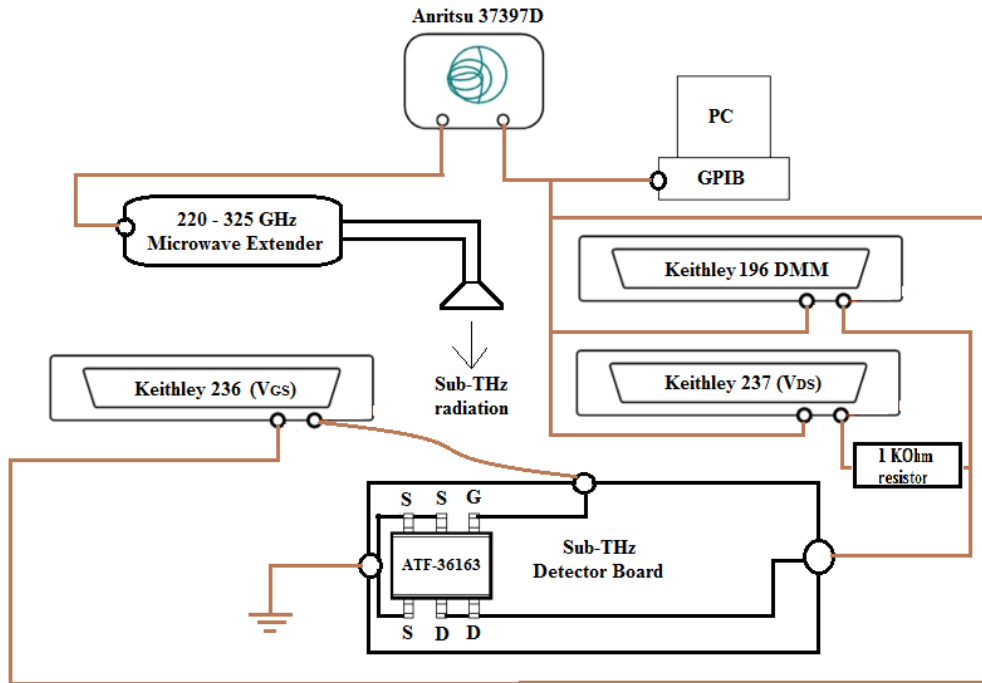 Anritsu 37397D
PC
GPIB
220 - 325 GHz
Microwave Extender
Keithley 196 DMM
Keithley 236 (VGS)
Sub-THz
radiation
Keithley 237 (VDS)
1 KOhm
resistor
S S G
ATF-36163
Sub-THz
Detector Board
S D D